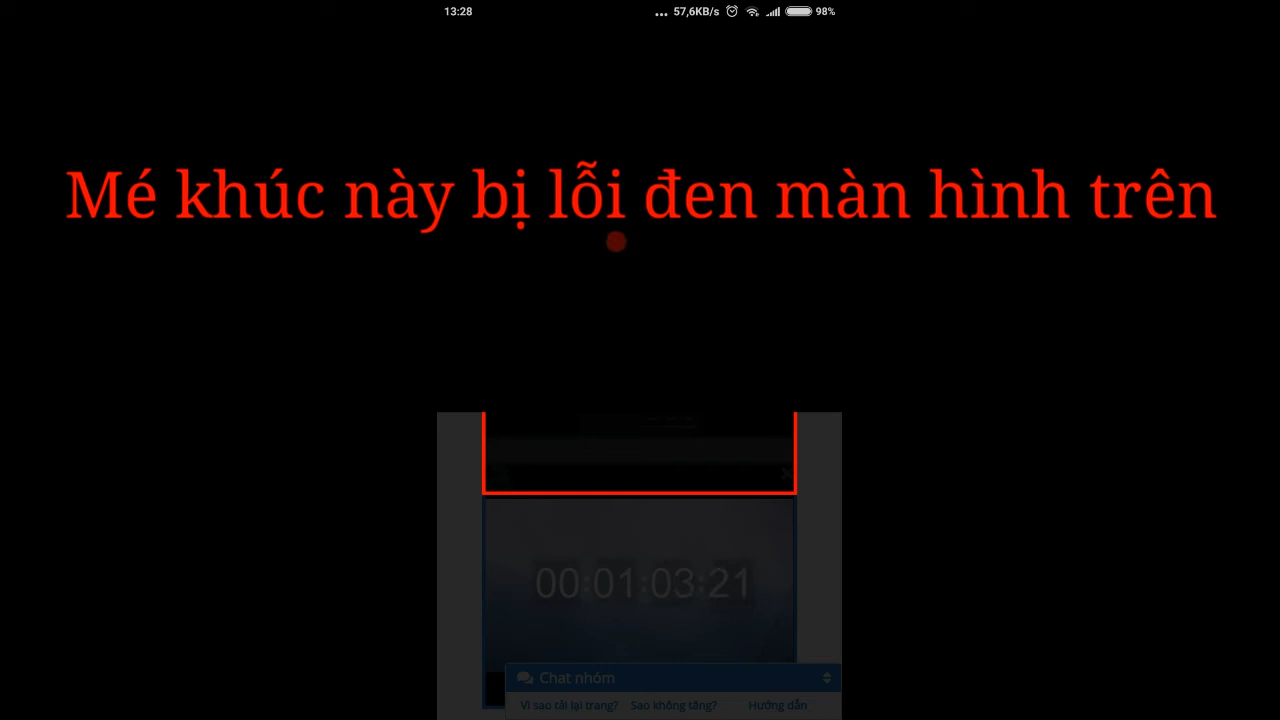 13:28 ... 57,6KB/s 98%
Mé khúc này bị lỗi đen màn hình trên
00:01:03:21
Chat nhóm
Vì sao tải lại trang? Sao không tăng? Hướng dẫn